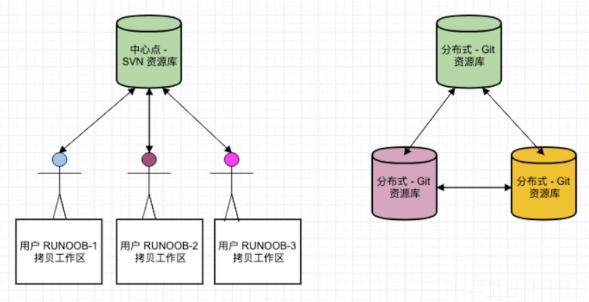 中心点 -
SVN 资源库
用户 RUNOOB-1
拷贝工作区
用户 RUNOOB-2
拷贝工作区
用户 RUNOOB-3
拷贝工作区
分布式 - Git
资源库
分布式 - Git
资源库
分布式 - Git
资源库